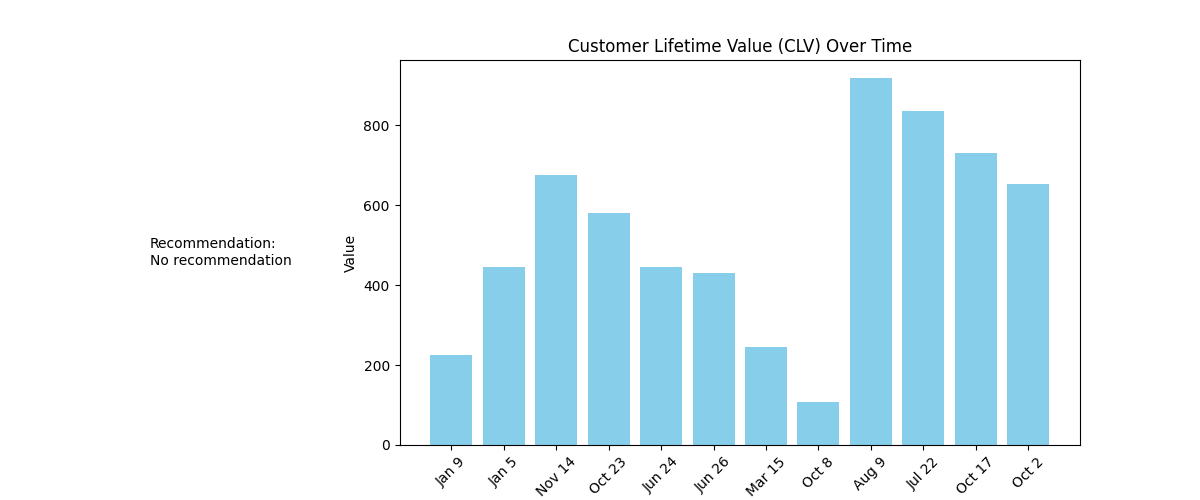 Customer Lifetime Value (CLV) Over Time
Recommendation:
No recommendation
Value
800
600
400
200
0
Jan 9
Jan 5
Nov 14
Oct 23
Jun 24
Jun 26
Mar 15
Oct 8
Aug 9
Jul 22
Oct 17
Oct 2